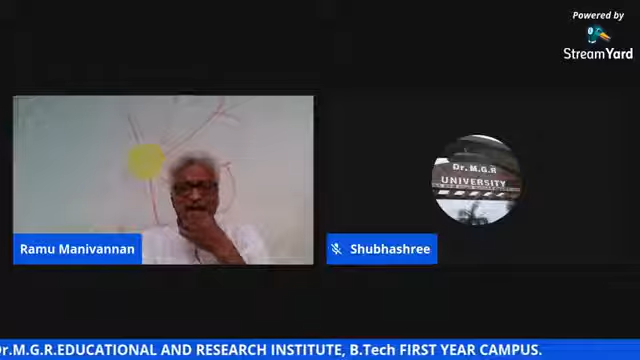 Powered by
StreamYard
Dr. M.G.R
UNIVERSITY
Ramu Manivannan
Shubhashree
Dr.M.G.R.EDUCATIONAL AND RESEARCH INSTITUTE, B.Tech FIRST YEAR CAMPUS.